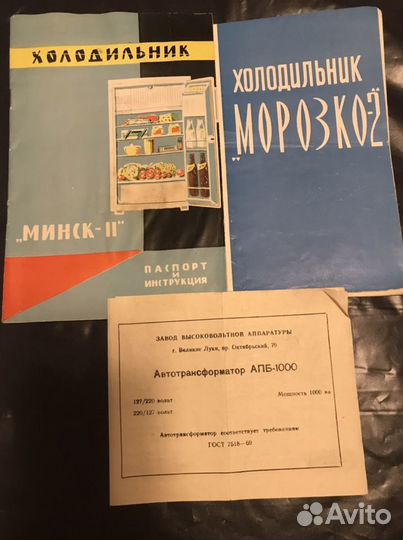 ХОЛОДИЛЬНИК
„МИНСК-11"
ПАСПОРТ
И
ИНСТРУКЦИЯ
ХОЛОДИЛЬНИК
„МОРОЗКО-2"
ЗАВОД ВЫСОКОВОЛЬТНОЙ АППАРАТУРЫ
г. Великие Луки, пр. Октябрьский, 79
Автотрансформатор АПБ-1000
127/220 вольт
Мощность 1000 ва
220/127 вольт
Автотрансформатор соответствует требованиям
ГОСТ 7518—69
Avito